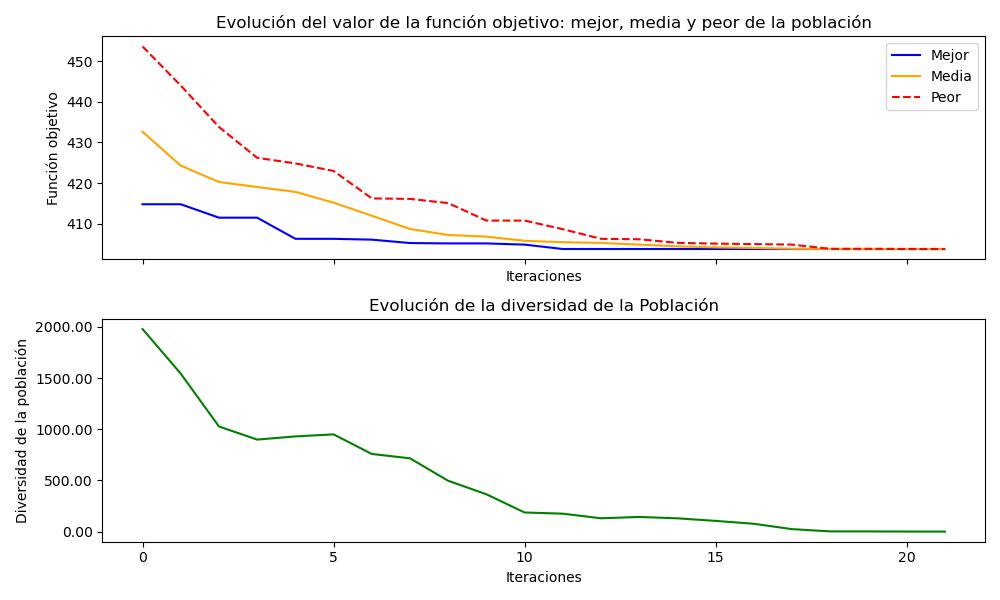 Evolución del valor de la función objetivo: mejor, media y peor de la población
Función objetivo
450
440
430
420
410
Mejor
Media
Peor
Iteraciones
Evolución de la diversidad de la Población
Diversidad de la población
2000.00
1500.00
1000.00
500.00
0.00
0
5
10
15
20
Iteraciones